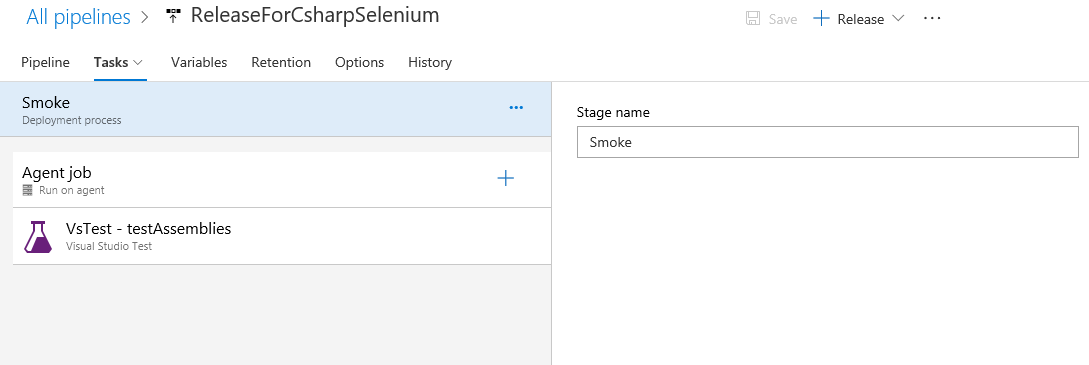 All pipelines > ReleaseForCsharpSelenium
Save + Release ...
Pipeline Tasks Variables Retention Options History
Smoke ...
Deployment process
Stage name
Smoke
Agent job +
Run on agent
VsTest - testAssemblies
Visual Studio Test